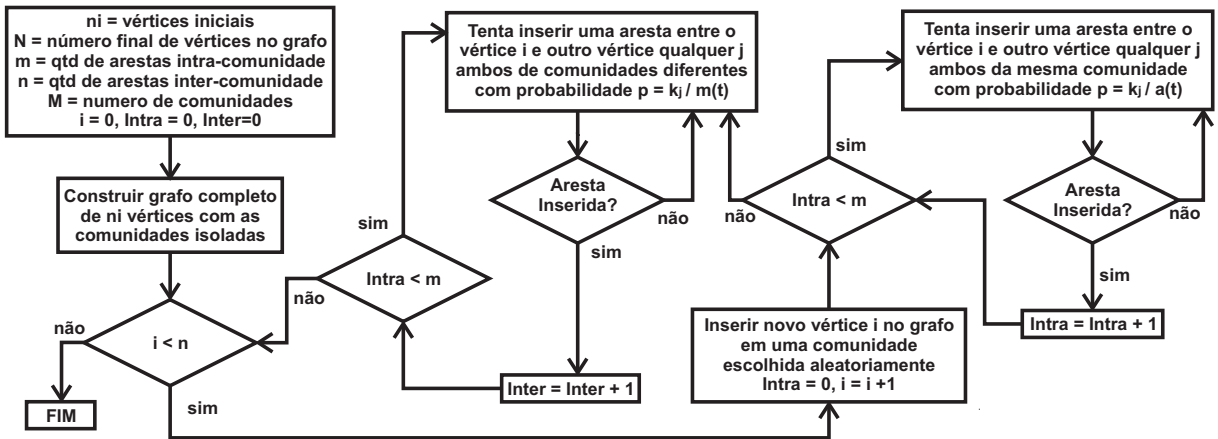 ni = vértices iniciais
N = número final de vértices no grafo
m = qtd de arestas intra-comunidade
n = qtd de arestas inter-comunidade
M = numero de comunidades
i = 0, Intra = 0, Inter=0
Construir grafo completo
de ni vértices com as
comunidades isoladas
i < n
não
FIM
sim
não
sim
Intra < m
Tenta inserir uma aresta entre o
vértice i e outro vértice qualquer j
ambos de comunidades diferentes
com probabilidade p = kj / m(t)
Aresta
Inserida?
não
sim
Inter = Inter + 1
não
sim
Intra < m
Inserir novo vértice i no grafo
em uma comunidade
escolhida aleatoriamente
Intra = 0, i = i +1
Tenta inserir uma aresta entre o
vértice i e outro vértice qualquer j
ambos da mesma comunidade
com probabilidade p = kj / a(t)
Aresta
Inserida?
não
sim
Intra = Intra + 1